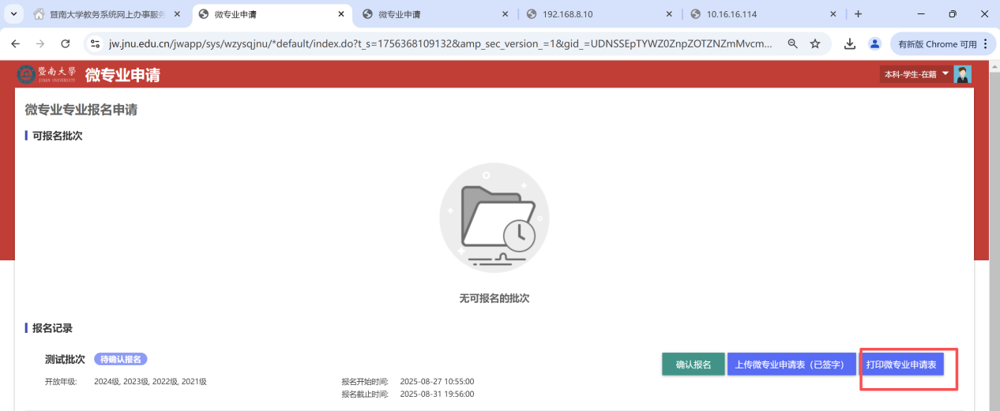 暨南大学教务系统网上办事服务
微专业申请
微专业申请
192.168.8.10
10.16.16.114
jw.jnu.edu.cn/jwapp/sys/wzysqjnu/*default/index.do?t_s=1756368109132&amp_sec_version_=1&gid_=UDNSSEpTYWZ0ZnpZOTZNZmMvcm...
有新版 Chrome 可用
暨南大學
JINAN UNIVERSITY
微专业申请
本科-学生-在籍
微专业专业报名申请
可报名批次
无可报名的批次
报名记录
测试批次 待确认报名
确认报名 上传微专业申请表（已签字） 打印微专业申请表
开放年级: 2024级, 2023级, 2022级, 2021级
报名开始时间: 2025-08-27 10:55:00
报名截止时间: 2025-08-31 19:56:00